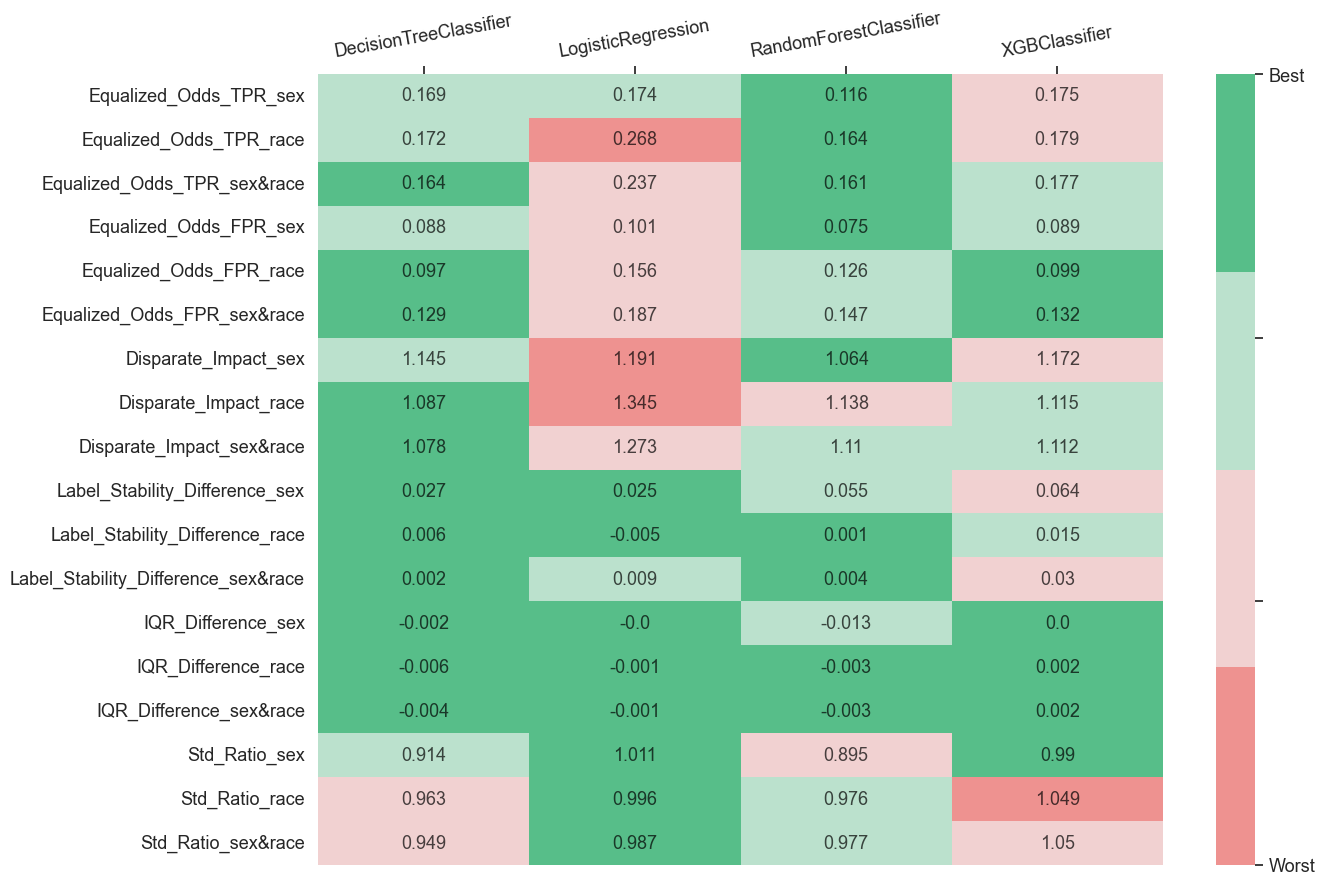 DecisionTreeClassifier LogisticRegression RandomForestClassifier XGBClassifier
Best
Equalized_Odds_TPR_sex 0.169 0.174 0.116 0.175
Equalized_Odds_TPR_race 0.172 0.268 0.164 0.179
Equalized_Odds_TPR_sex&race 0.164 0.237 0.161 0.177
Equalized_Odds_FPR_sex 0.088 0.101 0.075 0.089
Equalized_Odds_FPR_race 0.097 0.156 0.126 0.099
Equalized_Odds_FPR_sex&race 0.129 0.187 0.147 0.132
Disparate_Impact_sex 1.145 1.191 1.064 1.172
Disparate_Impact_race 1.087 1.345 1.138 1.115
Disparate_Impact_sex&race 1.078 1.273 1.11 1.112
Label_Stability_Difference_sex 0.027 0.025 0.055 0.064
Label_Stability_Difference_race 0.006 -0.005 0.001 0.015
Label_Stability_Difference_sex&race 0.002 0.009 0.004 0.03
IQR_Difference_sex -0.002 -0.0 -0.013 0.0
IQR_Difference_race -0.006 -0.001 -0.003 0.002
IQR_Difference_sex&race -0.004 -0.001 -0.003 0.002
Std_Ratio_sex 0.914 1.011 0.895 0.99
Std_Ratio_race 0.963 0.996 0.976 1.049
Std_Ratio_sex&race 0.949 0.987 0.977 1.05
Worst